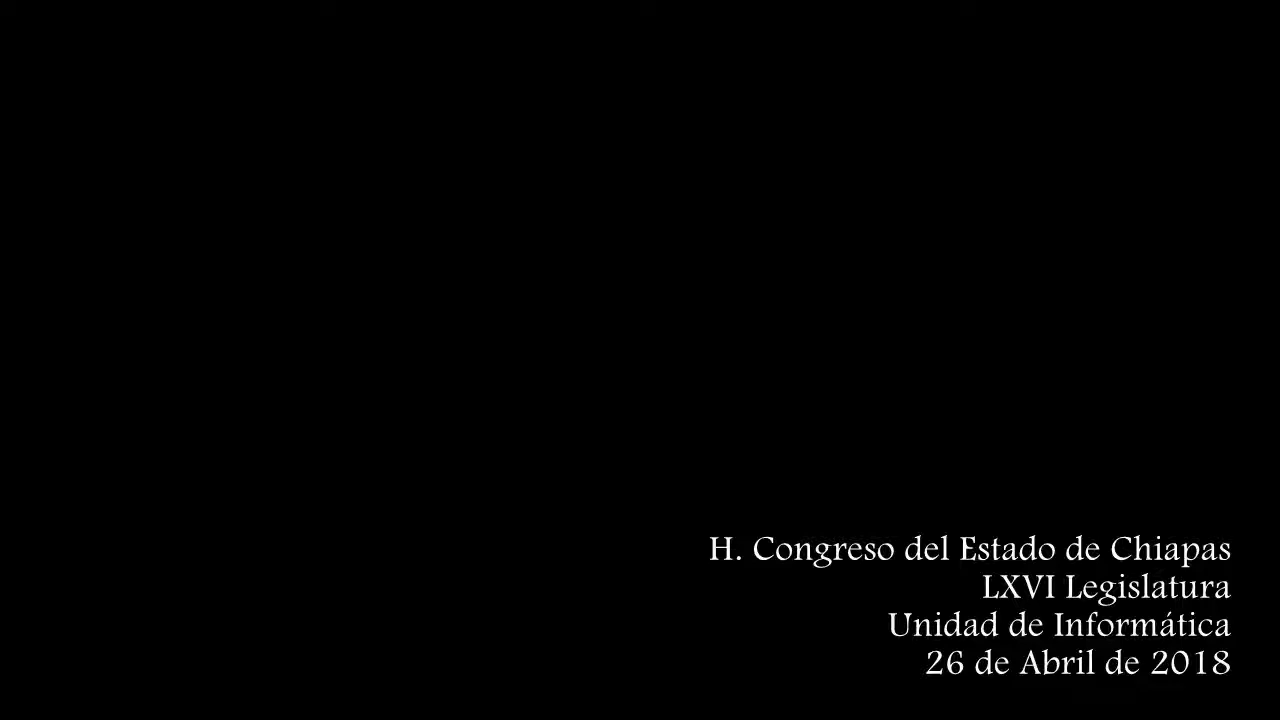 H. Congreso del Estado de Chiapas
LXVI Legislatura
Unidad de Informática
26 de Abril de 2018